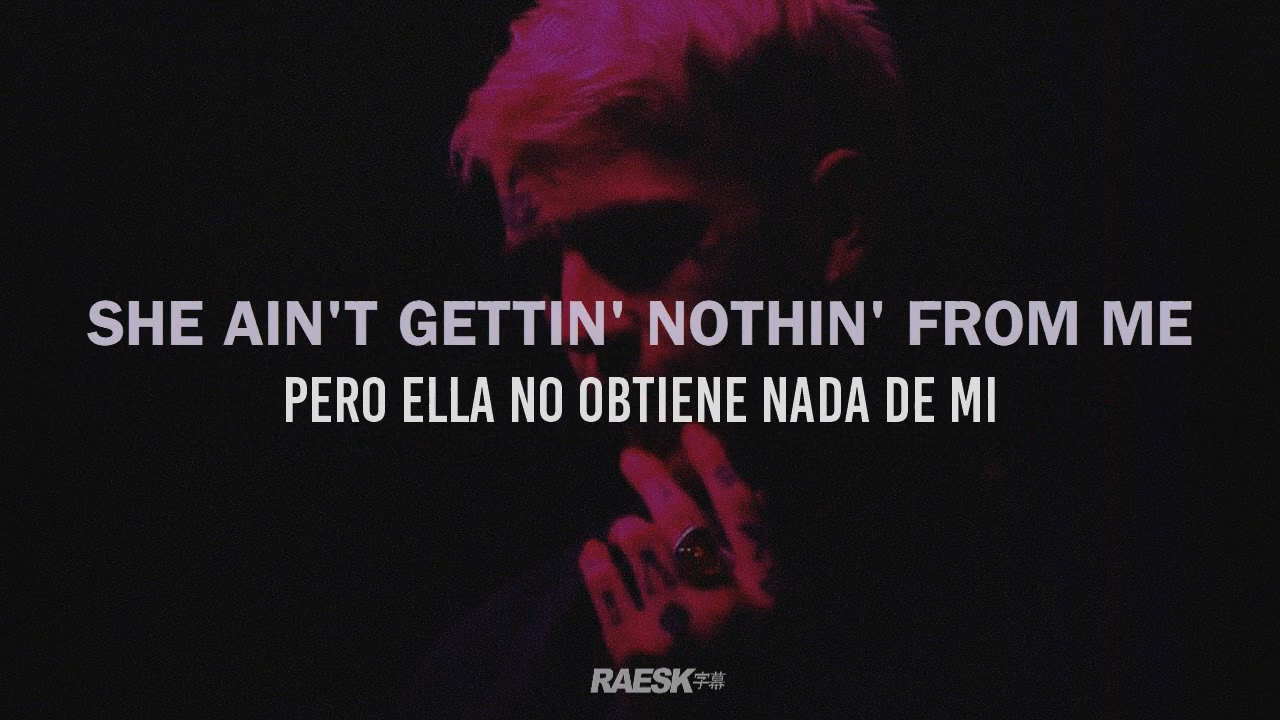 SHE AIN'T GETTIN' NOTHIN' FROM ME
PERO ELLA NO OBTIENE NADA DE MI
RAESK字幕